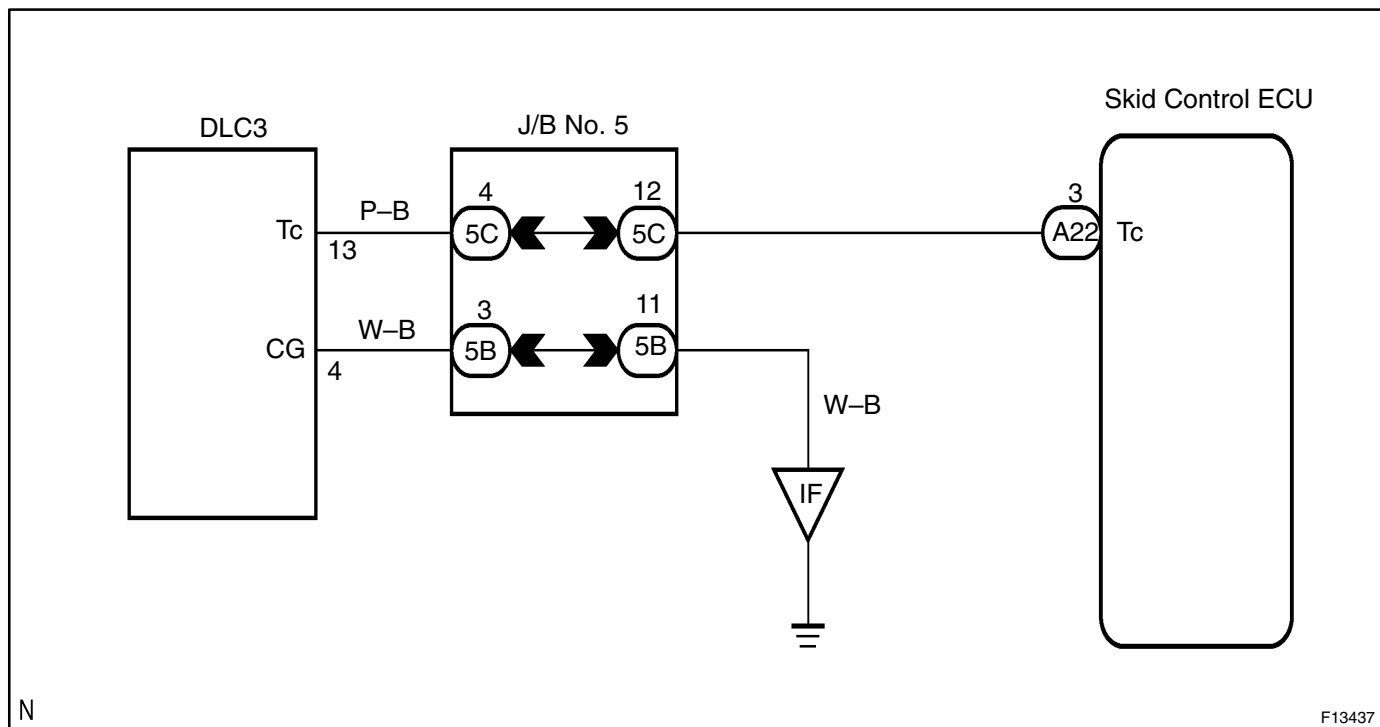 Skid Control ECU
DLC3
J/B No. 5
Tc
13
P–B
4
5C
12
5C
3
A22
Tc
CG
4
W–B
3
5B
11
5B
W–B
IF
N
F13437